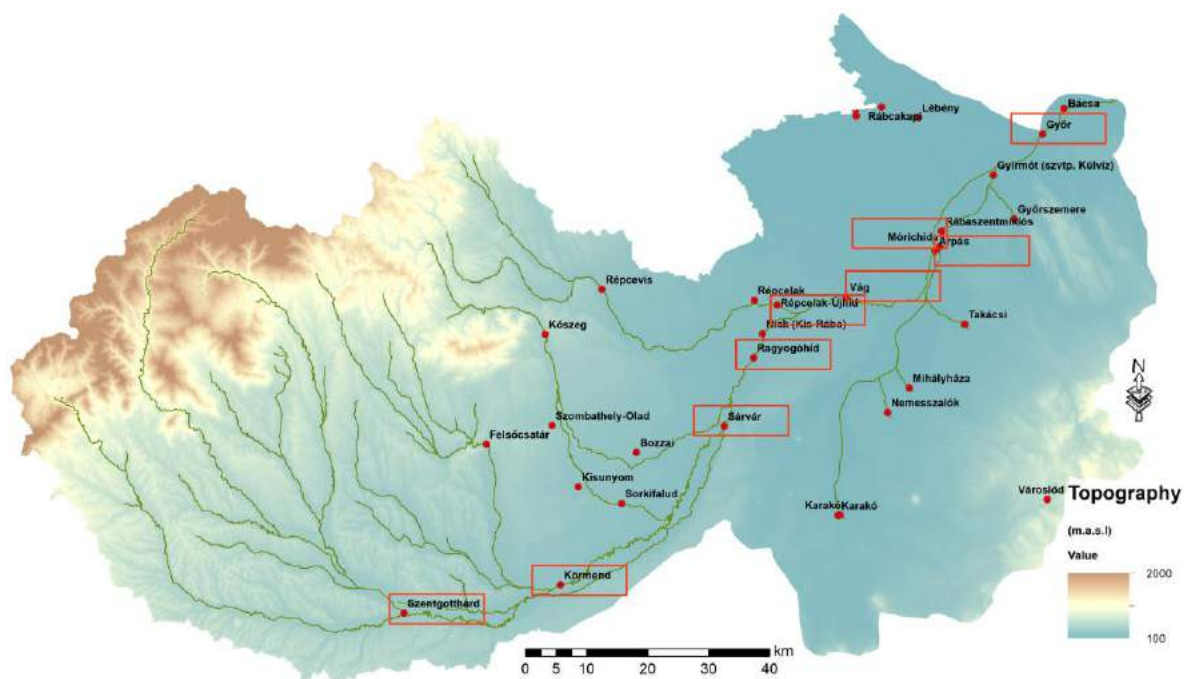 Bácsa
Lébény
Rábcakapi
Győr
Gyirmót (szvtp. Külvíz)
Győrszemere
Rábaszentmiklós
Mórichida
Árpás
Répcevis
Vág
Répcelak
Répcelak-Újhíd
Takácsi
Kőszeg
Nick (Kis-Rába)
Ragyogóhíd
Mihályháza
Nemesszalók
N
Szombathely-Olad
Sárvár
Felsőcsatár
Bozzai
Kisunyom
Sorkifalud
Városlőd
Karakó Karakó
Körmend
Szentgotthárd
Topography
(m.a.s.l)
Value
2000
100
km
0 5 10 20 30 40